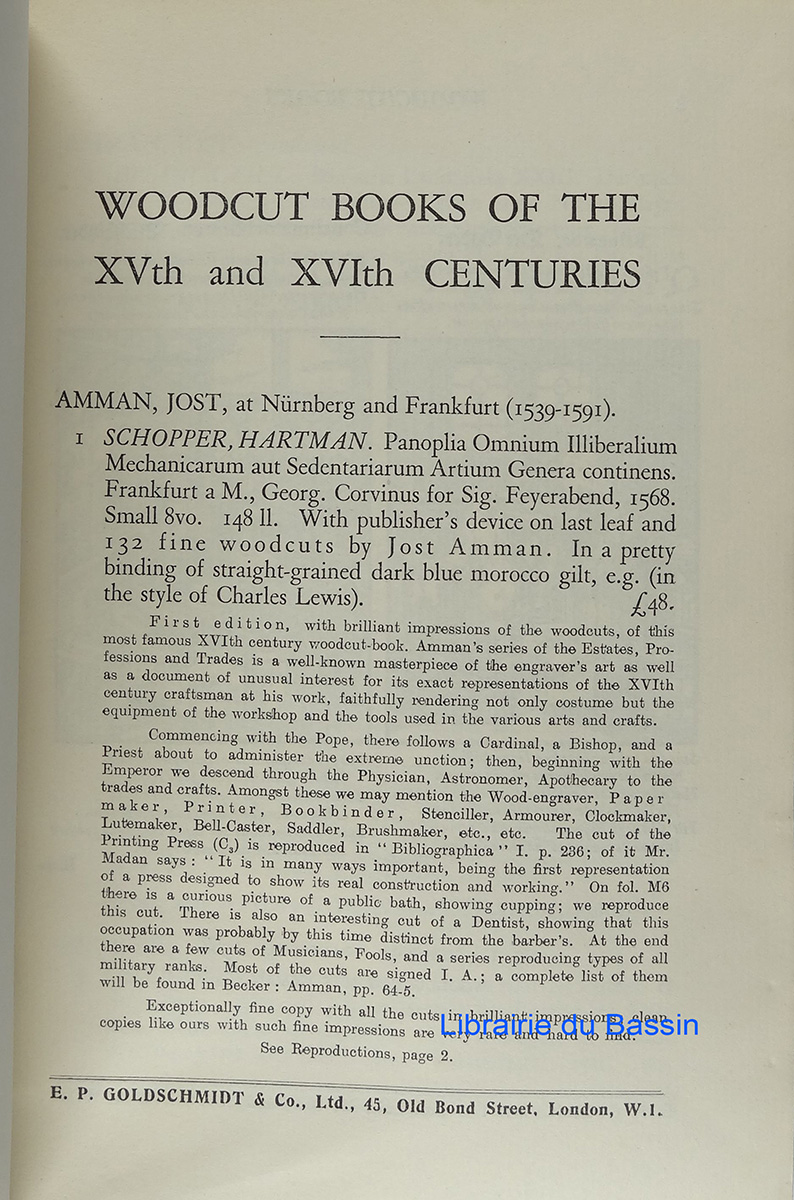 WOODCUT BOOKS OF THE
XVth and XVIth CENTURIES
AMMAN, JOST, at Nürnberg and Frankfurt (1539-1591).
1 SCHOPPER, HARTMAN. Panoplia Omnium Illiberalium
Mechanicarum aut Sedentariarum Artium Genera continens.
Frankfurt a M., Georg. Corvinus for Sig. Feyerabend, 1568.
Small 8vo. 148 ll. With publisher's device on last leaf and
132 fine woodcuts by Jost Amman. In a pretty
binding of straight-grained dark blue morocco gilt, e.g. (in
the style of Charles Lewis). £48.
First edition, with brilliant impressions of the woodcuts, of this
most famous XVIth century woodcut-book. Amman's series of the Estates, Pro-
fessions and Trades is a well-known masterpiece of the engraver's art as well
as a document of unusual interest for its exact representations of the XVIth
century craftsman at his work, faithfully rendering not only costume but the
equipment of the workshop and the tools used in the various arts and crafts.
Commencing with the Pope, there follows a Cardinal, a Bishop, and a
Priest about to administer the extreme unction; then, beginning with the
Emperor we descend through the Physician, Astronomer, Apothecary to the
trades and crafts. Amongst these we may mention the Wood-engraver, Paper
maker, Printer, Bookbinder, Stenciller, Armourer, Clockmaker,
Lutemaker, Bell-Caster, Saddler, Brushmaker, etc., etc. The cut of the
Printing Press (C3) is reproduced in "Bibliographica" I. p. 236; of it Mr.
Madan says: "It is in many ways important, being the first representation
of a press designed to show its real construction and working." On fol. M6
there is a curious picture of a public bath, showing cupping; we reproduce
this cut. There is also an interesting cut of a Dentist, showing that this
occupation was probably by this time distinct from the barber's. At the end
there are a few cuts of Musicians, Fools, and a series reproducing types of all
military ranks. Most of the cuts are signed I. A.; a complete list of them
will be found in Becker: Amman, pp. 64-5.
Exceptionally fine copy with all the cuts in brilliant impressions, clean
copies like ours with such fine impressions are very rare and hard to find.
Librairie du Bassin
See Reproductions, page 2.
E. P. GOLDSCHMIDT & Co., Ltd., 45, Old Bond Street, London, W.1.